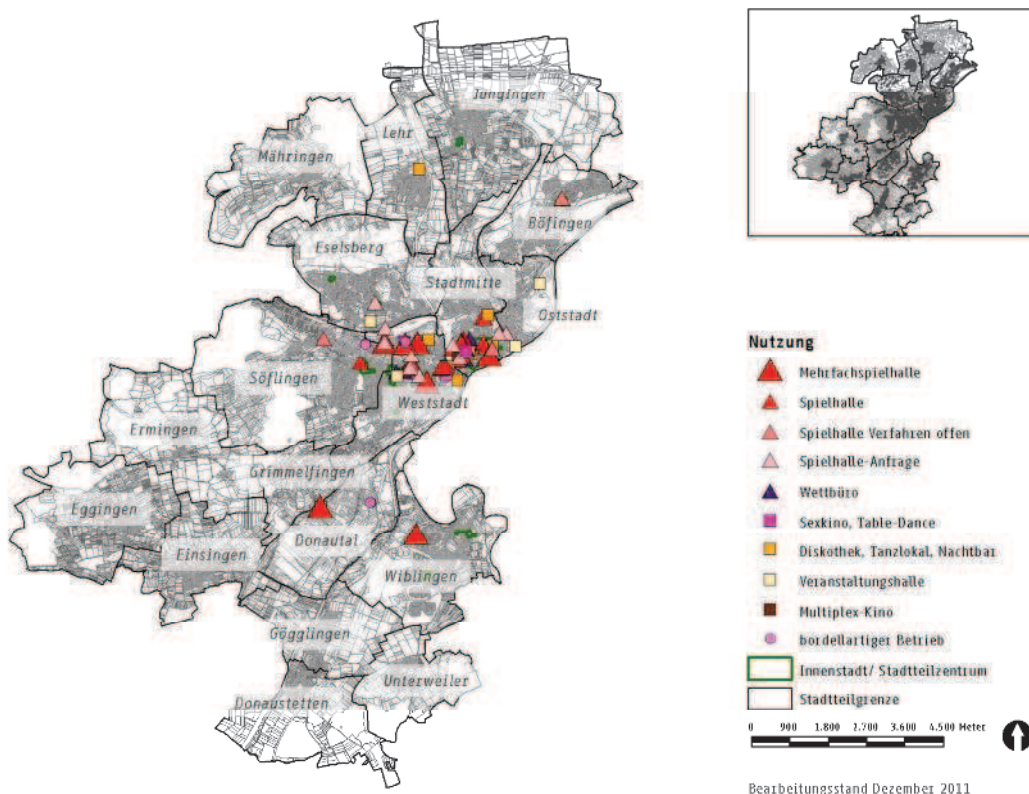 Jungingen
Lehr
Mähringen
Böfingen
Eselsberg
Stadtmitte
Oststadt
Söflingen
Weststadt
Ermingen
Grimmelfingen
Eggingen
Donautal
Einsingen
Wiblingen
Gögglingen
Unterweiler
Donaustetten
Nutzung
Mehrfachspielhalle
Spielhalle
Spielhalle Verfahren offen
Spielhalle-Anfrage
Wettbüro
Sexkino, Table-Dance
Diskothek, Tanzlokal, Nachtbar
Veranstaltungshalle
Multiplex-Kino
bordellartiger Betrieb
Innenstadt/ Stadtteilzentrum
Stadtteilgrenze
0 900 1.800 2.700 3.600 4.500 Meter
Bearbeitungsstand Dezember 2011